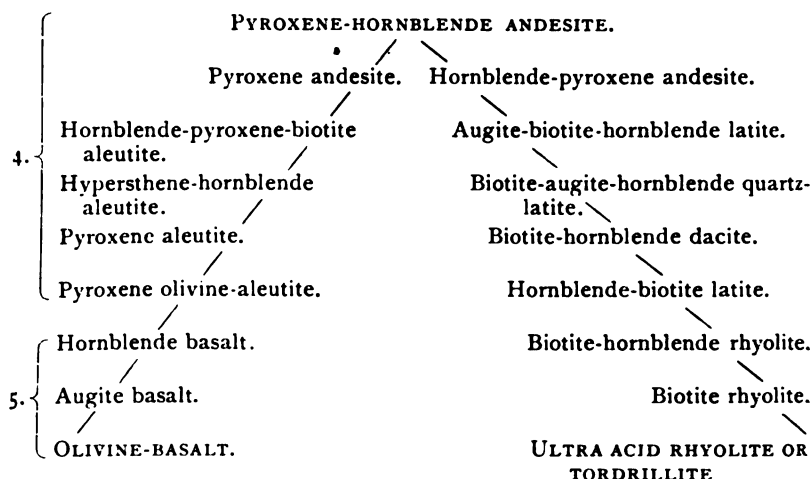 PYROXENE-HORNBLENDE ANDESITE.
Pyroxene andesite. Hornblende-pyroxene andesite.
4.
Hornblende-pyroxene-biotite
aleutite.
Augite-biotite-hornblende latite.
Hypersthene-hornblende
aleutite.
Biotite-augite-hornblende quartz-
latite.
Pyroxene aleutite.
Biotite-hornblende dacite.
Pyroxene olivine-aleutite.
Hornblende-biotite latite.
5.
Hornblende basalt.
Biotite-hornblende rhyolite.
Augite basalt.
Biotite rhyolite.
OLIVINE-BASALT.
ULTRA ACID RHYOLITE OR
TORDRILLITE